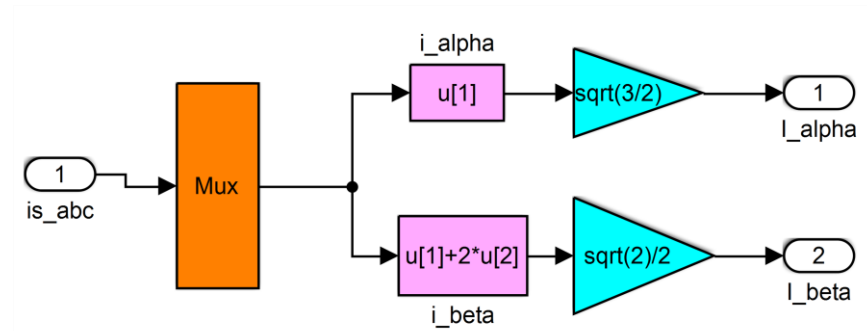 i_alpha
u[1]
sqrt(3/2)
1
I_alpha
1
is_abc
Mux
u[1]+2*u[2]
i_beta
sqrt(2)/2
2
I_beta